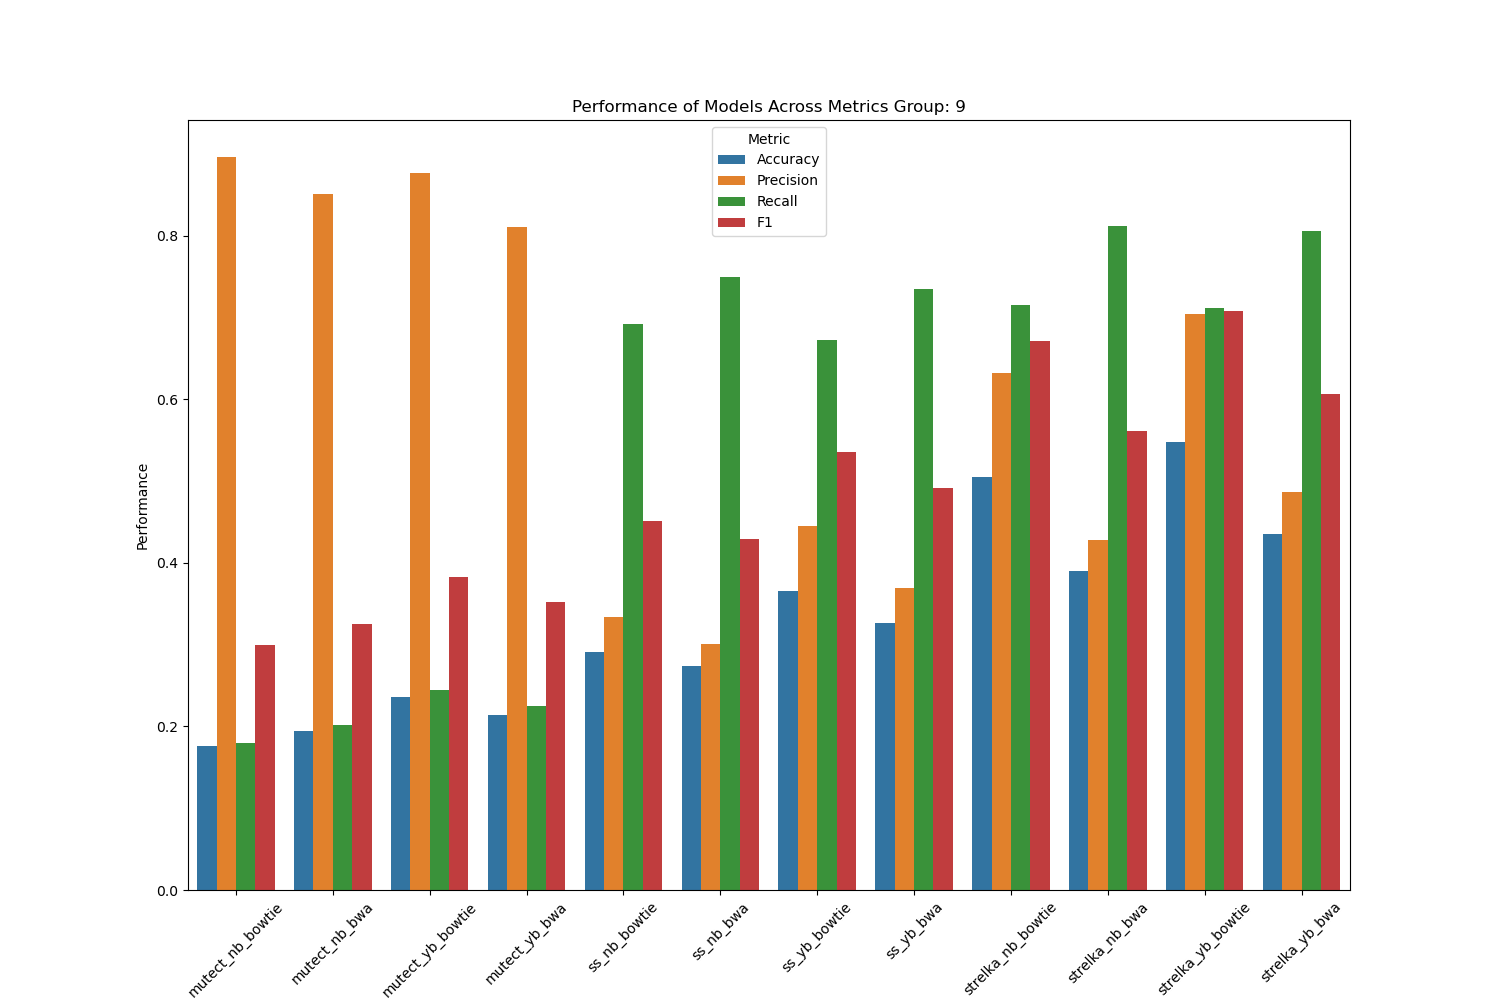 Performance of Models Across Metrics Group: 9
Metric
Accuracy
Precision
Recall
F1
Performance
0.8
0.6
0.4
0.2
0.0
mutect_nb_bowtie
mutect_nb_bwa
mutect_yb_bowtie
mutect_yb_bwa
ss_nb_bowtie
ss_nb_bwa
ss_yb_bowtie
ss_yb_bwa
strelka_nb_bowtie
strelka_nb_bwa
strelka_yb_bowtie
strelka_yb_bwa